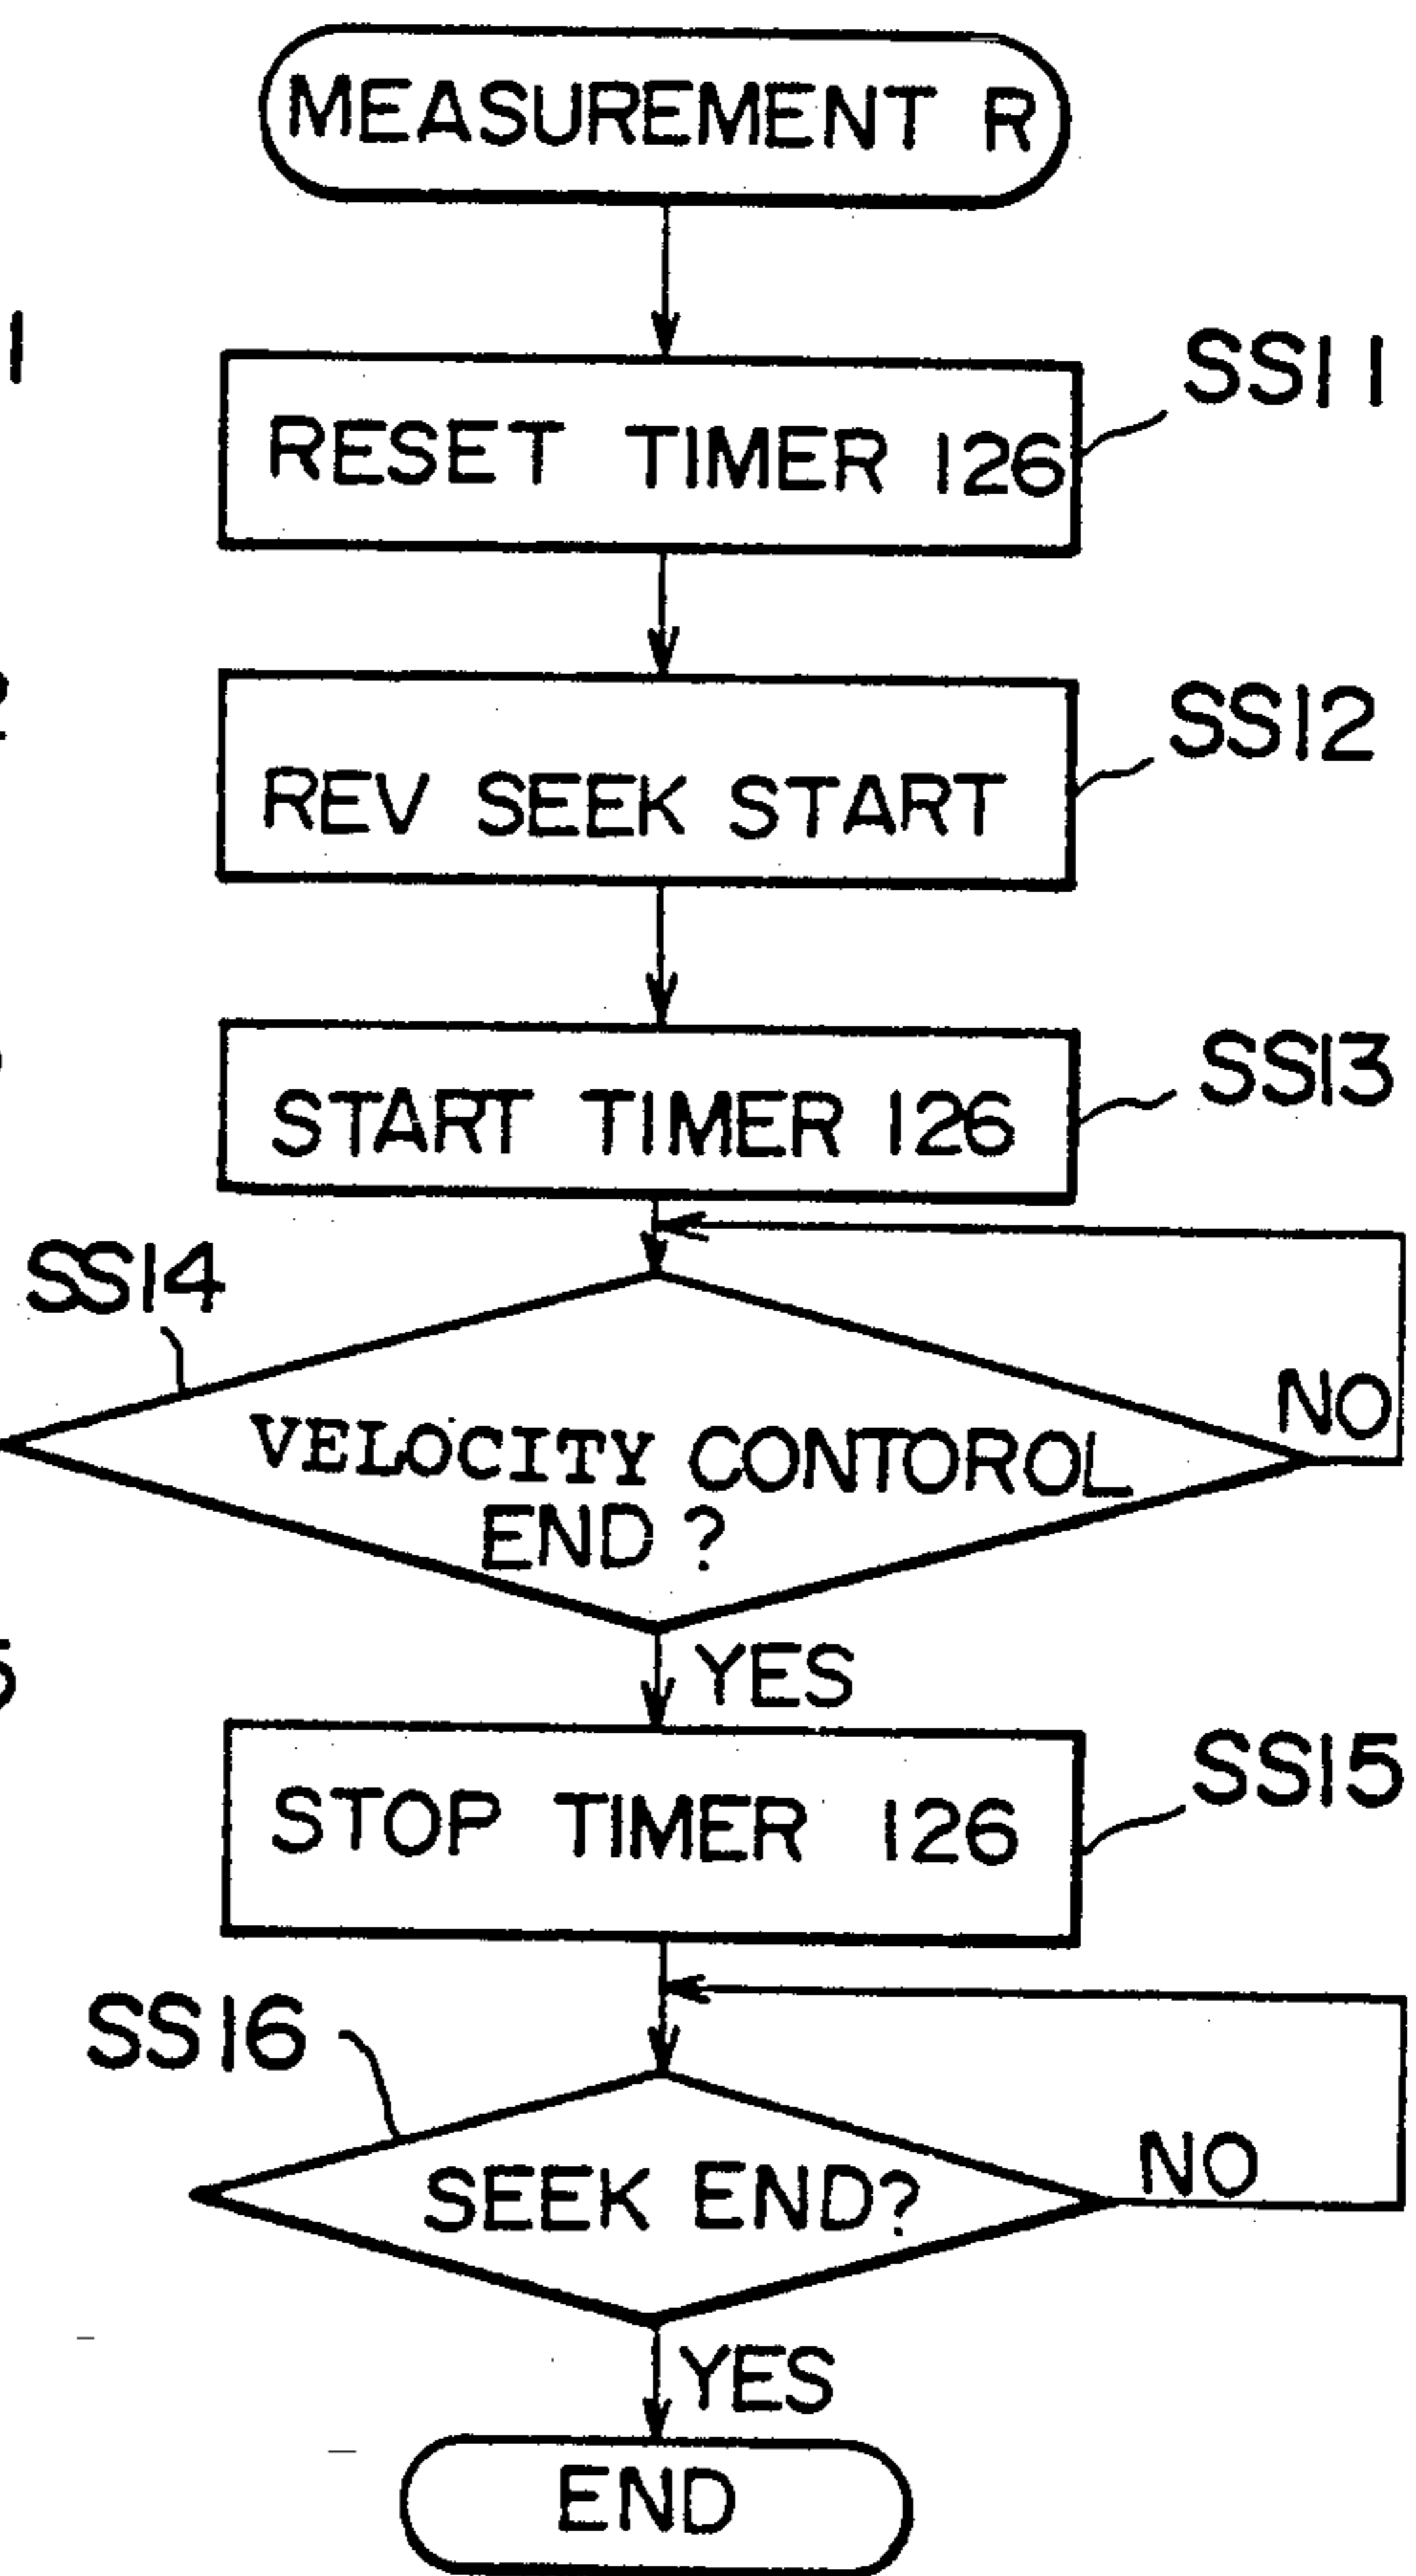 MEASUREMENT R
RESET TIMER 126
SS11
REV SEEK START
SS12
START TIMER 126
SS13
SS14
NO
VELOCITY CONTOROL
END ?
YES
STOP TIMER 126
SS15
SS16
SEEK END?
NO
YES
END